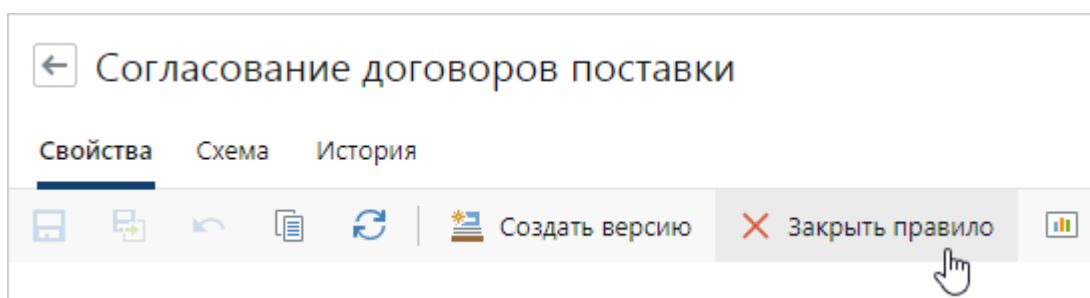 Согласование договоров поставки
Свойства Схема История
Создать версию Закрыть правило